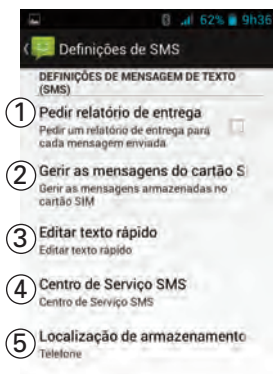 62% 9h36
Definições de SMS
DEFINIÇÕES DE MENSAGEM DE TEXTO
(SMS)
1 Pedir relatório de entrega
Pedir um relatório de entrega para
cada mensagem enviada
2 Gerir as mensagens do cartão S
Gerir as mensagens armazenadas no
cartão SIM
3 Editar texto rápido
Editar texto rápido
4 Centro de Serviço SMS
Centro de Serviço SMS
5 Localização de armazenamento
Telefone